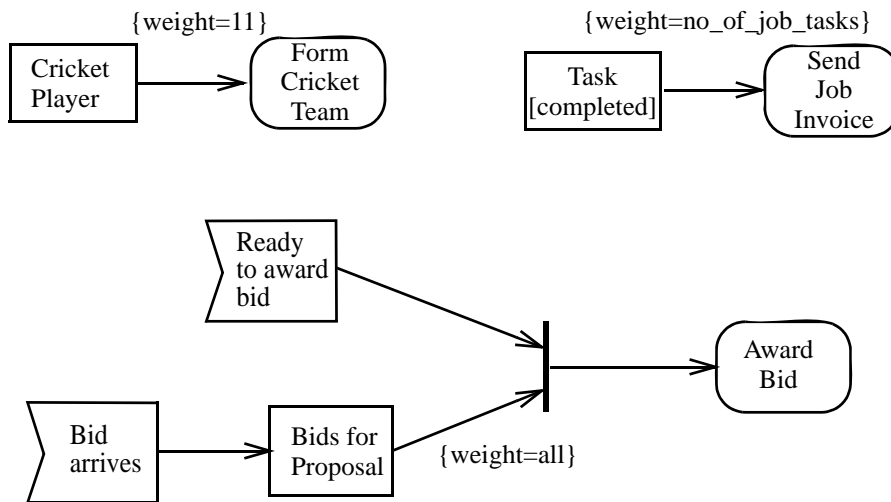 {weight=11}
Cricket
Player
Form
Cricket
Team
{weight=no_of_job_tasks}
Task
[completed]
Send
Job
Invoice
Ready
to award
bid
Award
Bid
Bid
arrives
Bids for
Proposal
{weight=all}